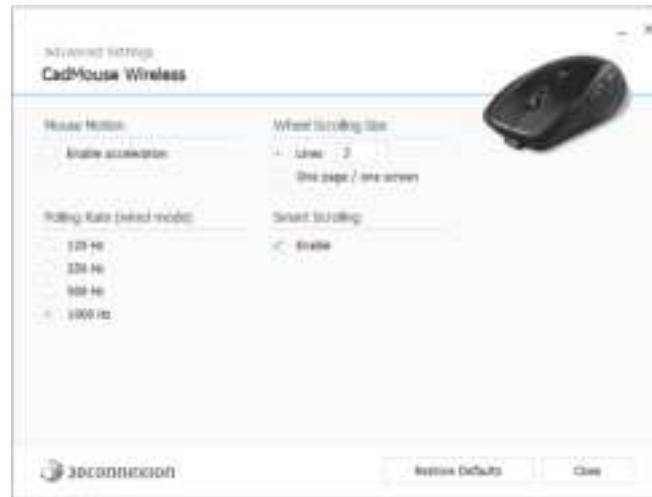 Advanced Settings
CadMouse Wireless
Mouse Motion
Enable acceleration
Wheel Scrolling Size
Lines 3
One page / one screen
Polling Rate (wired mode)
125 Hz
250 Hz
500 Hz
1000 Hz
Smart Scrolling
Enable
3Dconnexion
Restore Defaults
Close